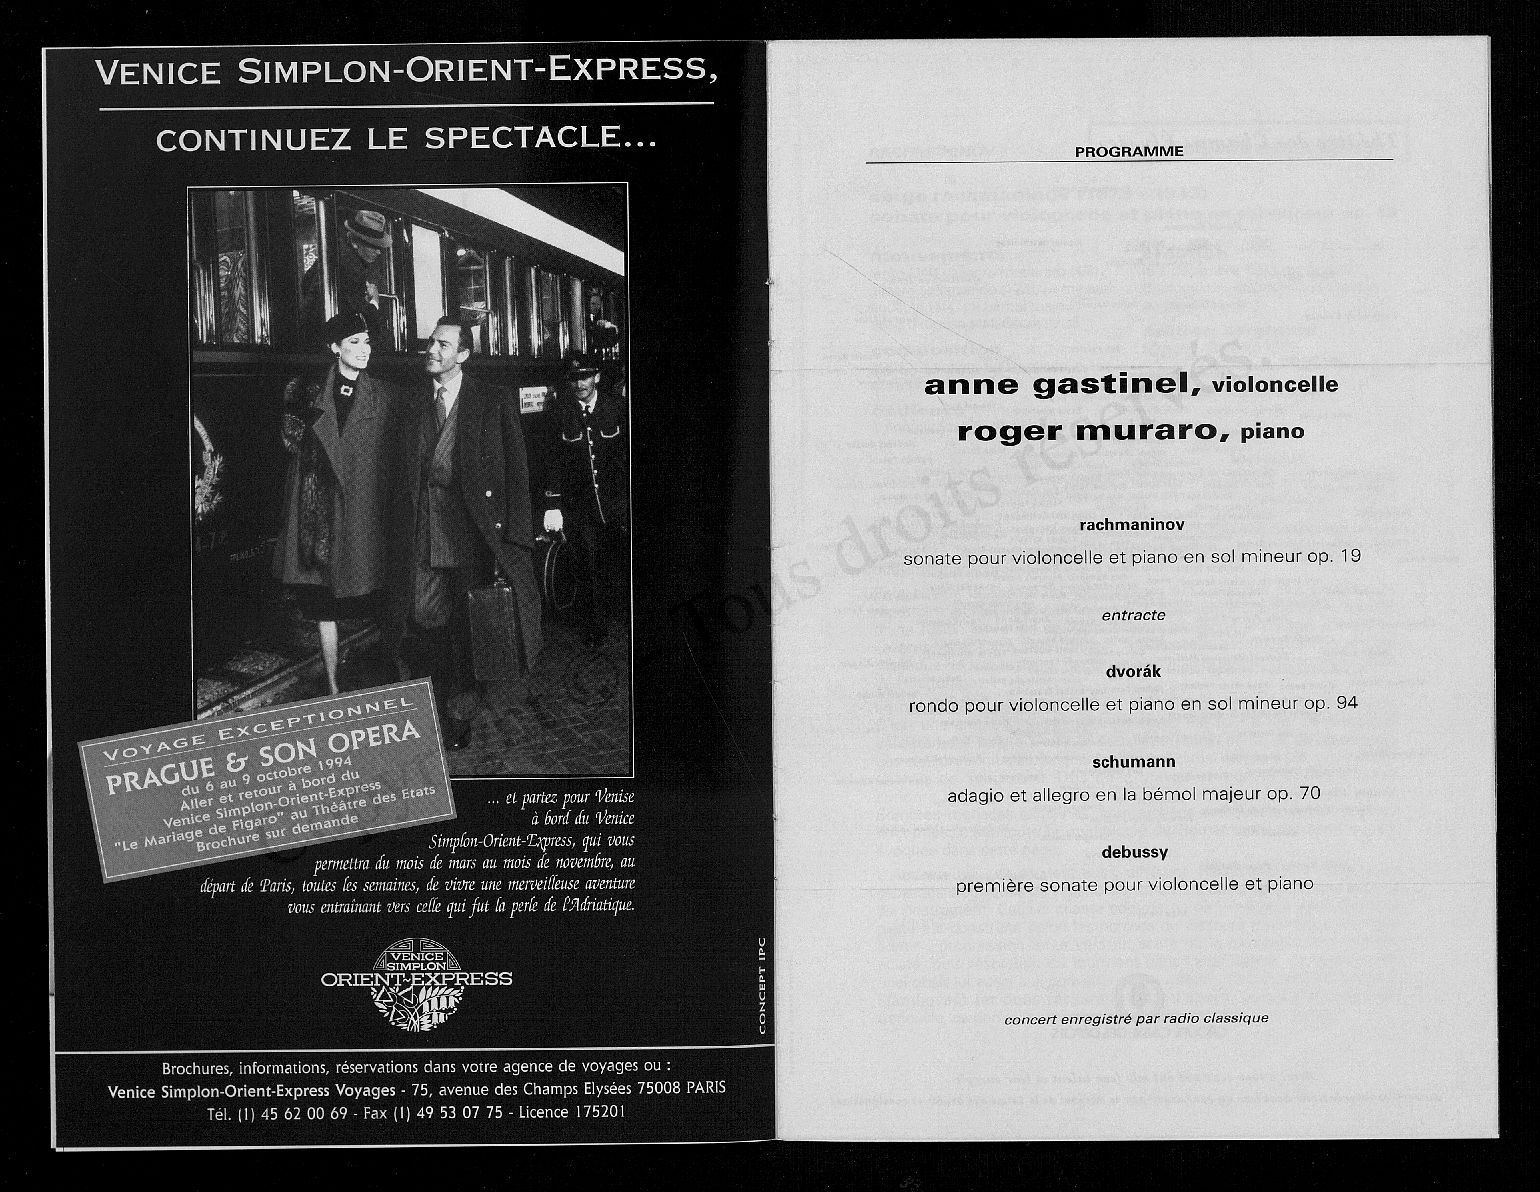 VENICE SIMPLON-ORIENT-EXPRESS,
CONTINUEZ LE SPECTACLE...
VOYAGE EXCEPTIONNEL
PRAGUE & SON OPERA
du 6 au 9 octobre 1994
Aller et retour à bord du
Venice Simplon-Orient-Express
"Le Mariage de Figaro" au Théâtre des Etats
Brochure sur demande
... et partez pour Venise
à bord du Venice
Simplon-Orient-Express, qui vous
permettra du mois de mars au mois de novembre, au
départ de Paris, toutes les semaines, de vivre une merveilleuse aventure
vous entraînant vers celle qui fut la perle de l'Adriatique.
VENICE
SIMPLON
ORIENT-EXPRESS
CONCEPT IPC
Brochures, informations, réservations dans votre agence de voyages ou :
Venice Simplon-Orient-Express Voyages - 75, avenue des Champs Elysées 75008 PARIS
Tél. (1) 45 62 00 69 - Fax (1) 49 53 07 75 - Licence 175201
PROGRAMME
anne gastinel, violoncelle
roger muraro, piano
rachmaninov
sonate pour violoncelle et piano en sol mineur op. 19
entracte
dvorák
rondo pour violoncelle et piano en sol mineur op. 94
schumann
adagio et allegro en la bémol majeur op. 70
debussy
première sonate pour violoncelle et piano
concert enregistré par radio classique
Tous droits réservés.